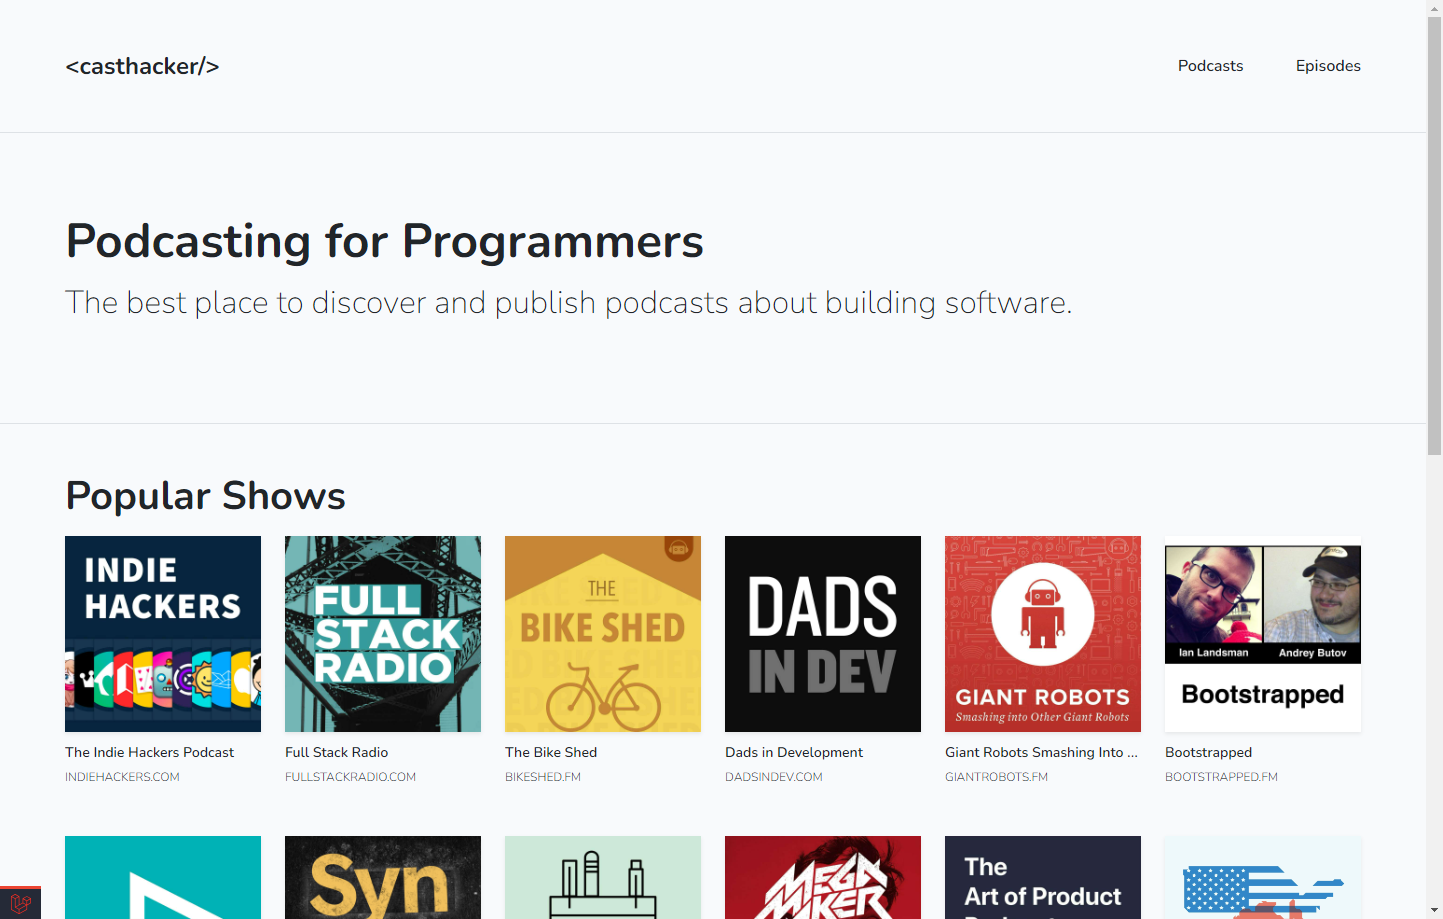 <casthacker/>
Podcasts
Episodes
Podcasting for Programmers
The best place to discover and publish podcasts about building software.
Popular Shows
INDIE
HACKERS
FULL
STACK
RADIO
THE
BIKE SHED
DADS
IN DEV
GIANT ROBOTS
Smashing into Other Giant Robots
Ian Landsman
Andrey Butov
Bootstrapped
The Indie Hackers Podcast
Full Stack Radio
The Bike Shed
Dads in Development
Giant Robots Smashing Into ...
Bootstrapped
INDIEHACKERS.COM
FULLSTACKRADIO.COM
BIKESHED.FM
DADSINDEV.COM
GIANTROBOTS.FM
BOOTSTRAPPED.FM
Syn
MEGA
MAKER
The
Art of Product